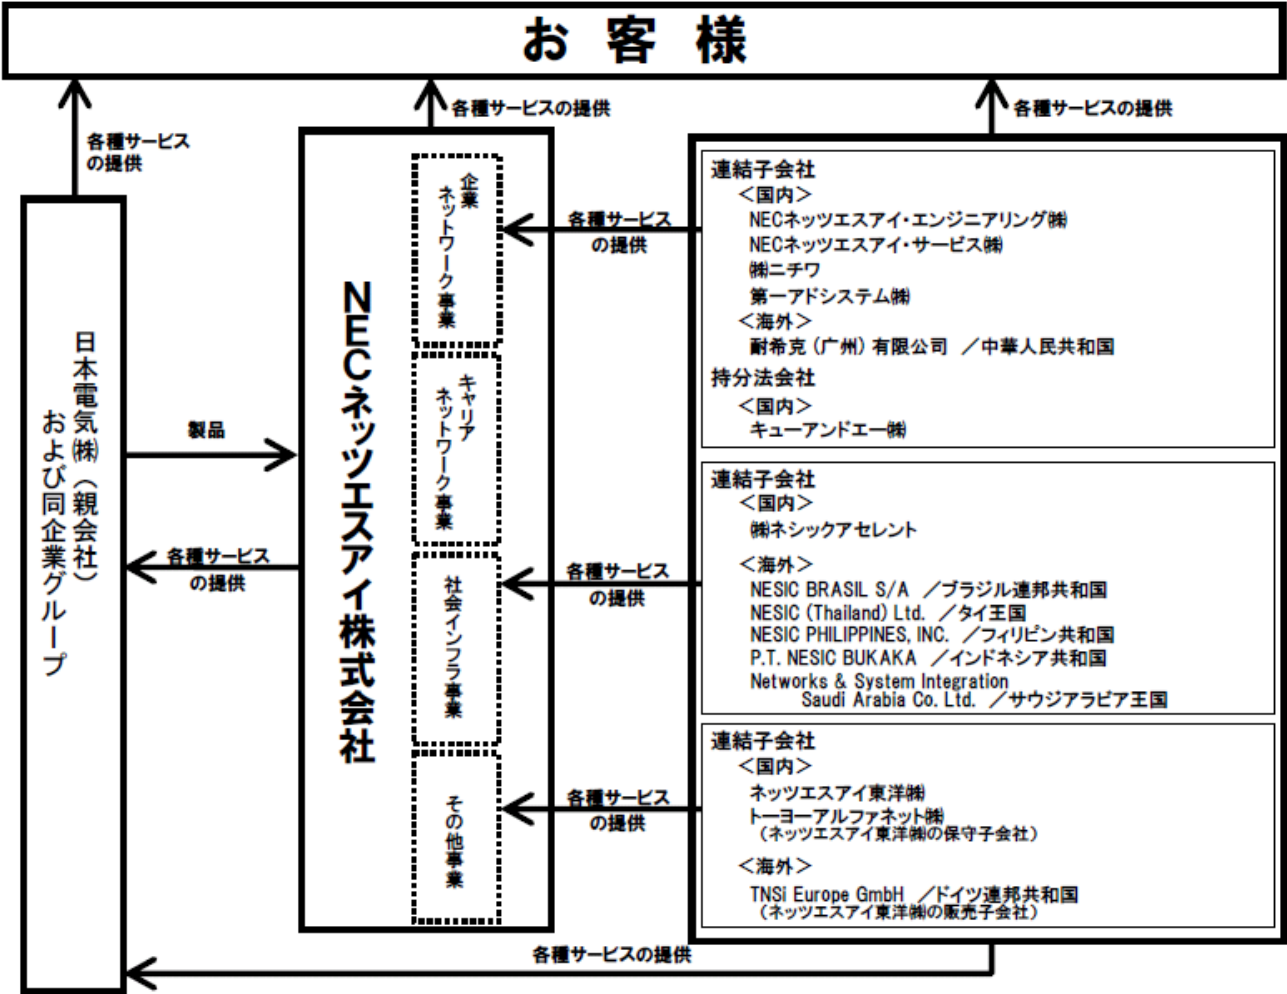 お 客 様
各種サービス
の提供
各種サービスの提供
各種サービスの提供
日本電気㈱（親会社）
および同企業グループ
製品
各種サービス
の提供
NECネッツエスアイ株式会社
企業
ネットワーク事業
キャリア
ネットワーク事業
社会インフラ事業
その他事業
各種サービス
の提供
各種サービス
の提供
各種サービス
の提供
連結子会社
＜国内＞
NECネッツエスアイ・エンジニアリング㈱
NECネッツエスアイ・サービス㈱
㈱ニチワ
第一アドシステム㈱
＜海外＞
耐希克（广州）有限公司 ／中華人民共和国
持分法会社
＜国内＞
キューアンドエー㈱
連結子会社
＜国内＞
㈱ネシックアセレント
＜海外＞
NESIC BRASIL S/A ／ブラジル連邦共和国
NESIC (Thailand) Ltd. ／タイ王国
NESIC PHILIPPINES, INC. ／フィリピン共和国
P.T. NESIC BUKAKA ／インドネシア共和国
Networks & System Integration
Saudi Arabia Co. Ltd. ／サウジアラビア王国
連結子会社
＜国内＞
ネッツエスアイ東洋㈱
トーヨーアルファネット㈱
（ネッツエスアイ東洋㈱の保守子会社）
＜海外＞
TNSi Europe GmbH ／ドイツ連邦共和国
（ネッツエスアイ東洋㈱の販売子会社）
各種サービスの提供